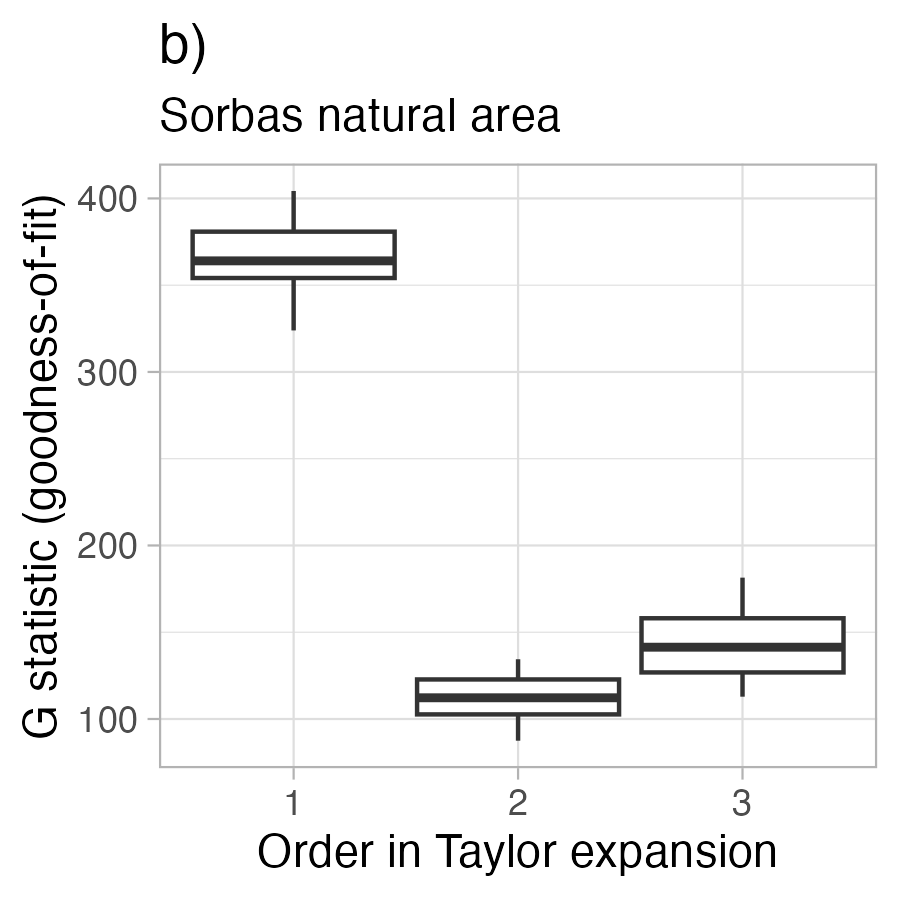 b)
Sorbas natural area
G statistic (goodness-of-fit)
400
300
200
100
1 2 3
Order in Taylor expansion